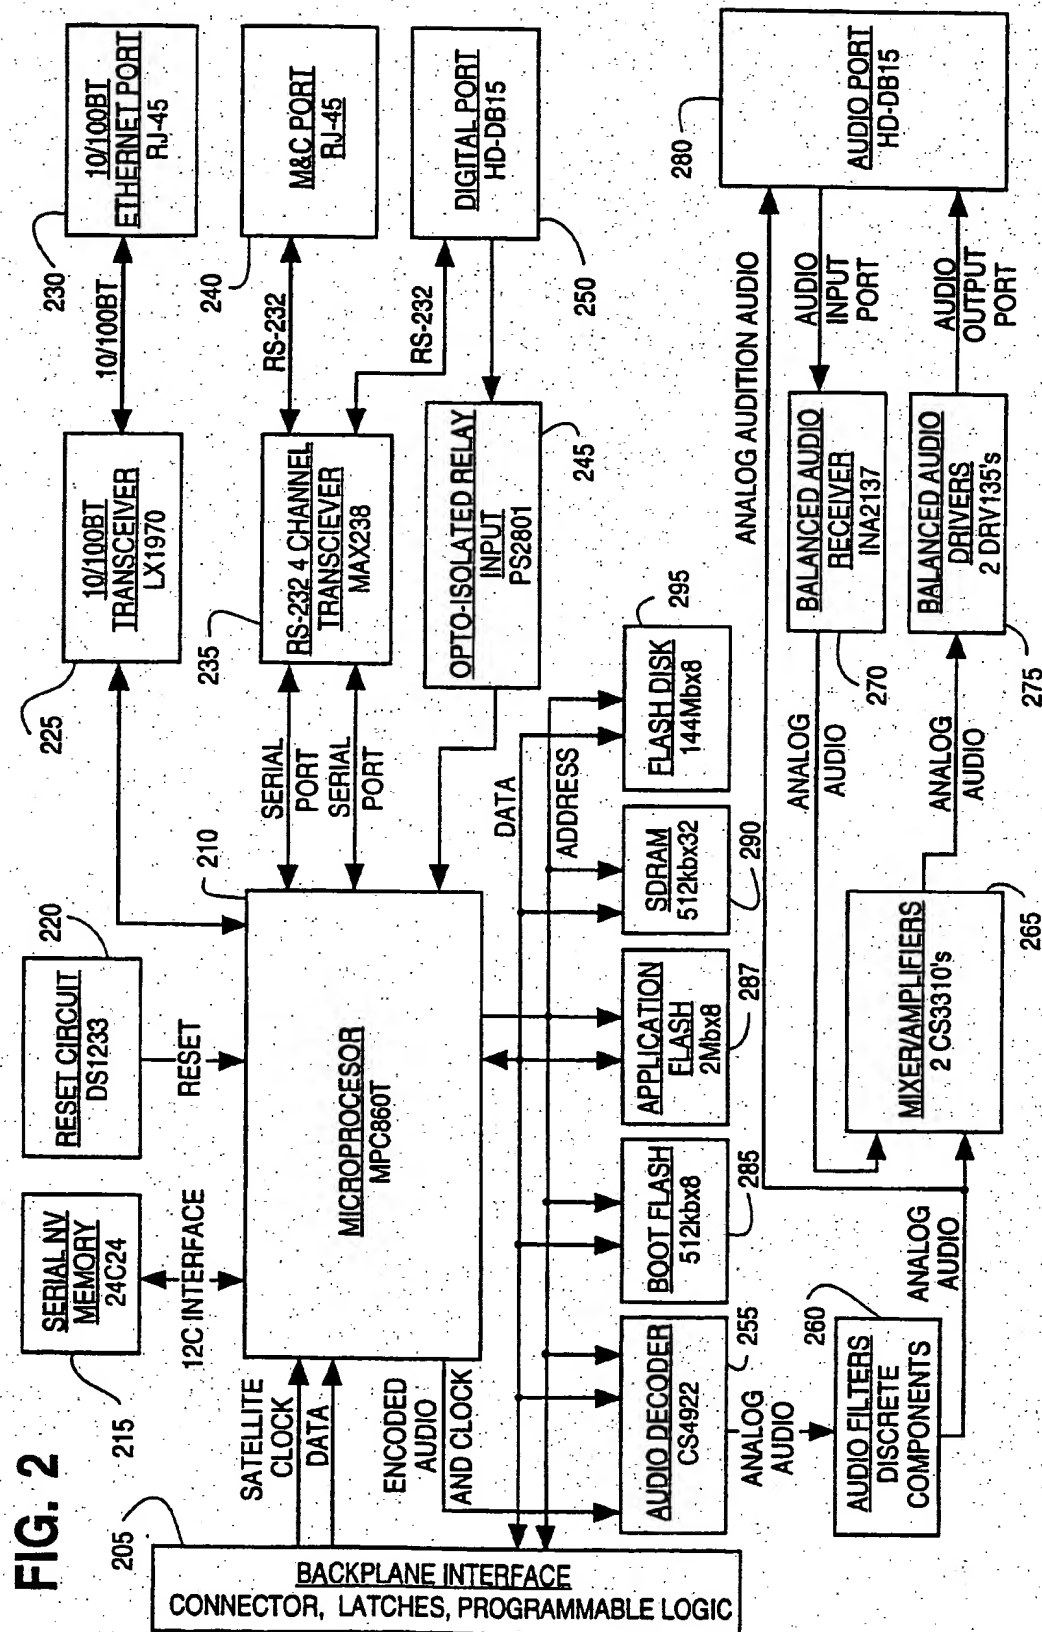 FIG. 2
205
BACKPLANE INTERFACE
CONNECTOR, LATCHES, PROGRAMMABLE LOGIC
SATELLITE
CLOCK
DATA
ENCODED
AUDIO
AND CLOCK
215
SERIAL NV
MEMORY
24C24
12C INTERFACE
220
RESET CIRCUIT
DS1233
RESET
210
MICROPROCESOR
MPC860T
225
10/100BT
TRANSCEIVER
LX1970
10/100BT
230
10/100BT
ETHERNET PORT
RJ-45
SERIAL
PORT
SERIAL
PORT
235
RS-232 4 CHANNEL
TRANSCIEVER
MAX238
RS-232
240
M&C PORT
RJ-45
RS-232
DIGITAL PORT
HD-DB15
250
OPTO-ISOLATED RELAY
INPUT
PS2801
245
DATA
ADDRESS
AUDIO DECODER
CS4922
255
BOOT FLASH
512kbx8
285
APPLICATION
FLASH
2Mbx8
287
SDRAM
512kbx32
290
FLASH DISK
144Mbx8
295
ANALOG
AUDIO
260
AUDIO FILTERS
DISCRETE
COMPONENTS
ANALOG
AUDIO
MIXER/AMPLIFIERS
2 CS3310's
265
ANALOG
AUDIO
ANALOG
AUDIO
ANALOG AUDITION AUDIO
BALANCED AUDIO
RECEIVER
INA2137
270
BALANCED AUDIO
DRIVERS
2 DRV135's
275
AUDIO
INPUT
PORT
AUDIO
OUTPUT
PORT
280
AUDIO PORT
HD-DB15